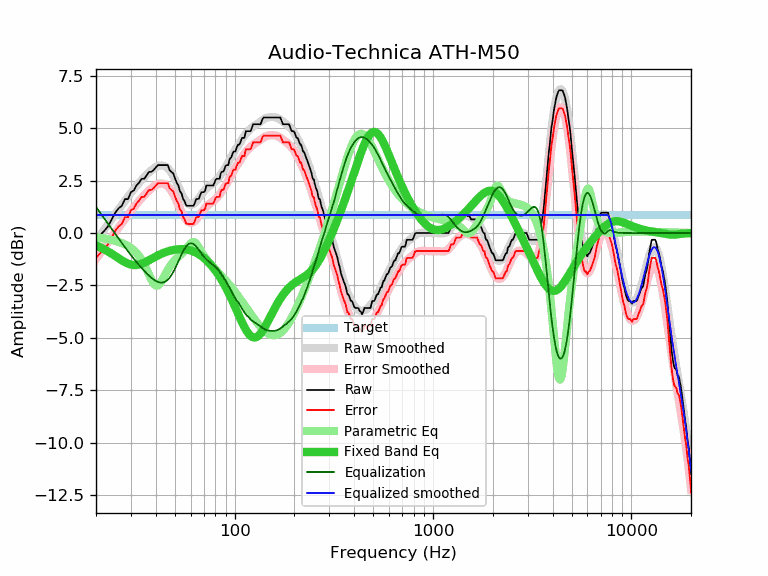 Audio-Technica ATH-M50
7.5
5.0
2.5
0.0
−2.5
−5.0
−7.5
−10.0
−12.5
Amplitude (dBr)
Target
Raw Smoothed
Error Smoothed
Raw
Error
Parametric Eq
Fixed Band Eq
Equalization
Equalized smoothed
100
1000
10000
Frequency (Hz)